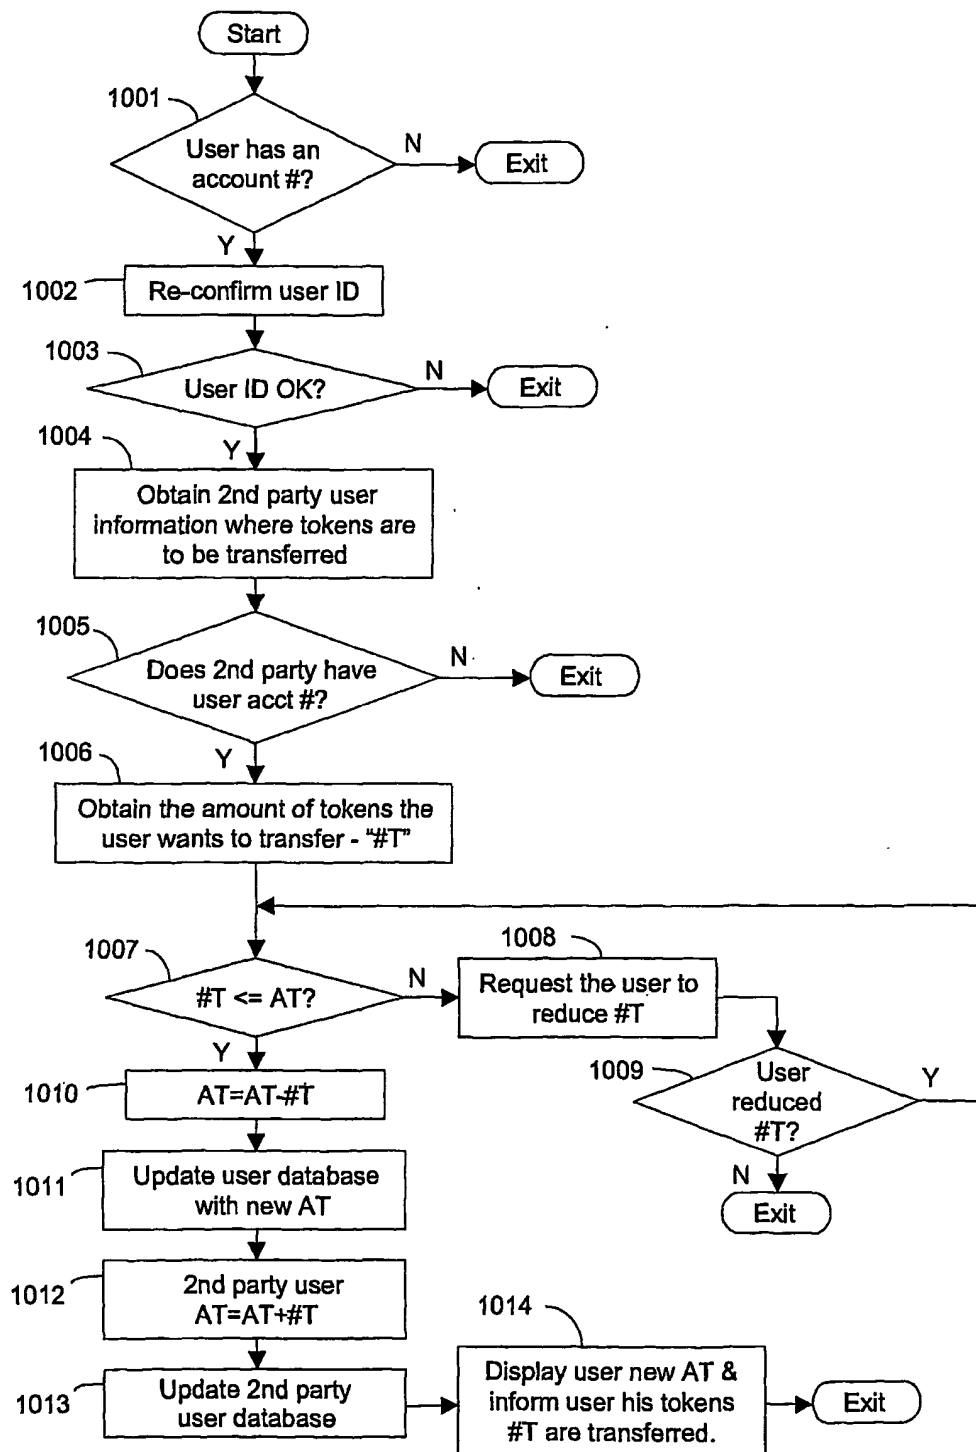 Start
1001
User has an
account #?
N
Exit
Y
1002
Re-confirm user ID
1003
User ID OK?
N
Exit
Y
1004
Obtain 2nd party user
information where tokens are
to be transferred
1005
Does 2nd party have
user acct #?
N
Exit
Y
1006
Obtain the amount of tokens the
user wants to transfer - "#T"
1007
#T <= AT?
N
1008
Request the user to
reduce #T
Y
1009
User
reduced
#T?
Y
N
Exit
1010
AT=AT-#T
1011
Update user database
with new AT
1012
2nd party user
AT=AT+#T
1013
Update 2nd party
user database
1014
Display user new AT &
inform user his tokens
#T are transferred.
Exit